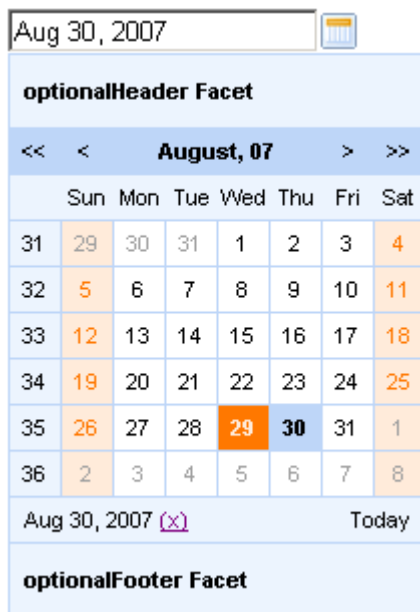 Aug 30, 2007
optionalHeader Facet
<< < August, 07 > >>
Sun Mon Tue Wed Thu Fri Sat
31 29 30 31 1 2 3 4
32 5 6 7 8 9 10 11
33 12 13 14 15 16 17 18
34 19 20 21 22 23 24 25
35 26 27 28 29 30 31 1
36 2 3 4 5 6 7 8
Aug 30, 2007 (x) Today
optionalFooter Facet